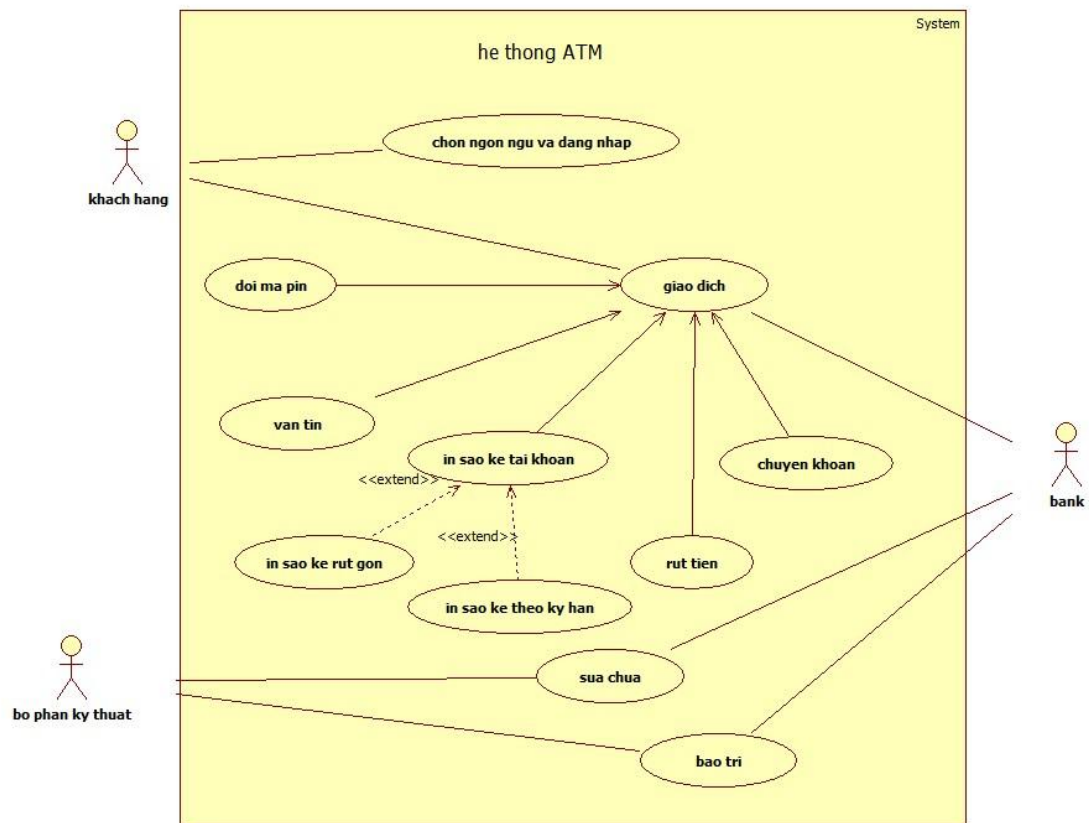 System
he thong ATM
chon ngon ngu va dang nhap
khach hang
doi ma pin
giao dich
van tin
in sao ke tai khoan
chuyen khoan
<<extend>>
bank
<<extend>>
in sao ke rut gon
rut tien
in sao ke theo ky han
sua chua
bo phan ky thuat
bao tri